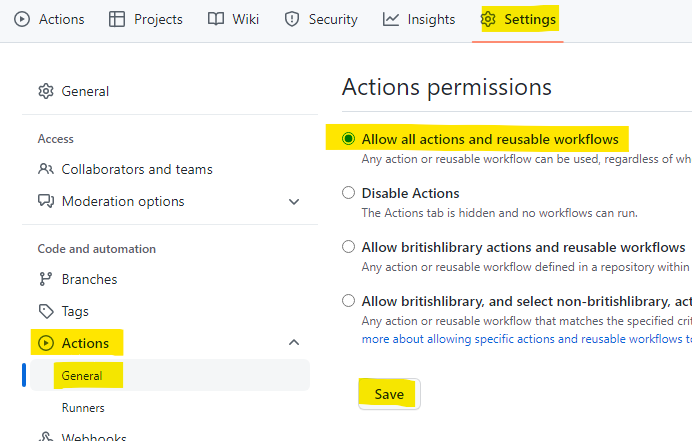 Actions Projects Wiki Security Insights Settings
General
Access
Collaborators and teams
Moderation options
Code and automation
Branches
Tags
Actions
General
Runners
Webhooks
Actions permissions
Allow all actions and reusable workflows
Any action or reusable workflow can be used, regardless of wh
Disable Actions
The Actions tab is hidden and no workflows can run.
Allow britishlibrary actions and reusable workflows
Any action or reusable workflow defined in a repository within
Allow britishlibrary, and select non-britishlibrary, act
Any action or reusable workflow that matches the specified crit
more about allowing specific actions and reusable workflows to
Save